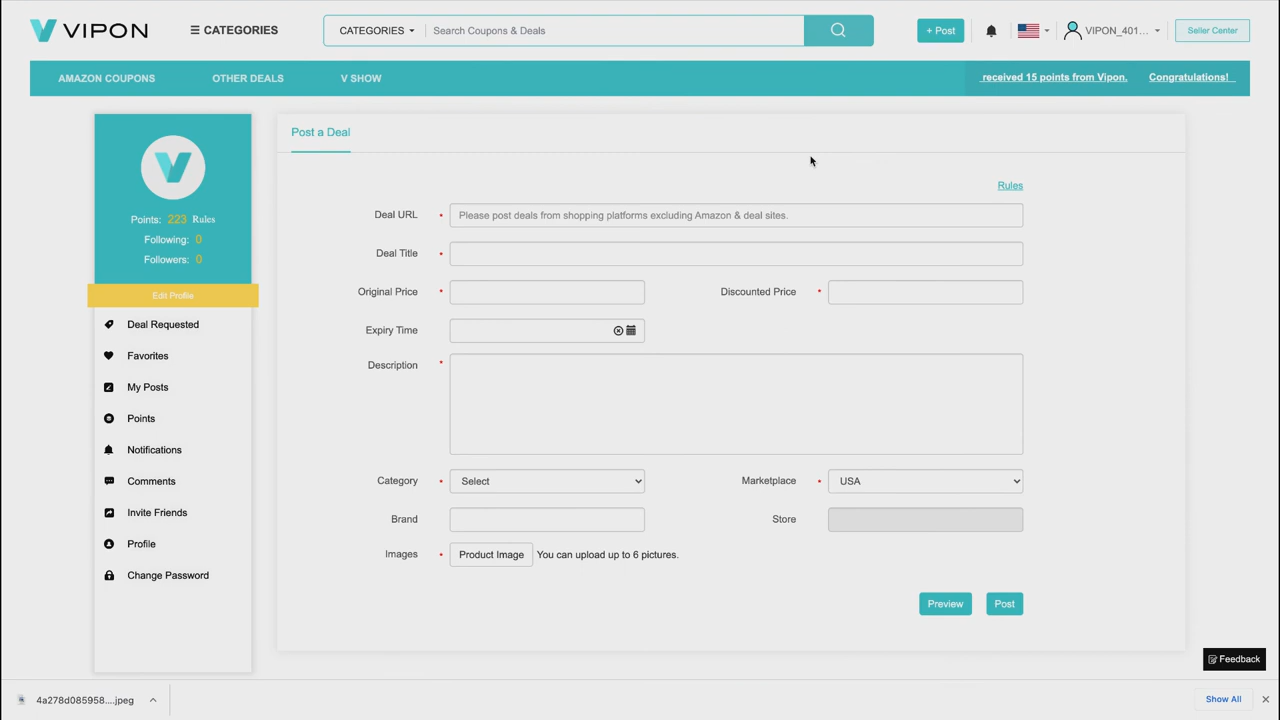 VIPON
☰ CATEGORIES
CATEGORIES
Search Coupons & Deals
+ Post
VIPON_401...
Seller Center
AMAZON COUPONS
OTHER DEALS
V SHOW
received 15 points from Vipon.
Congratulations!
Points: 223 Rules
Following: 0
Followers: 0
Edit Profile
Deal Requested
Favorites
My Posts
Points
Notifications
Comments
Invite Friends
Profile
Change Password
Post a Deal
Rules
Deal URL
Please post deals from shopping platforms excluding Amazon & deal sites.
Deal Title
Original Price
Discounted Price
Expiry Time
Description
Category
Select
Marketplace
USA
Brand
Store
Images
Product Image
You can upload up to 6 pictures.
Preview
Post
Feedback
4a278d085958....jpeg
Show All